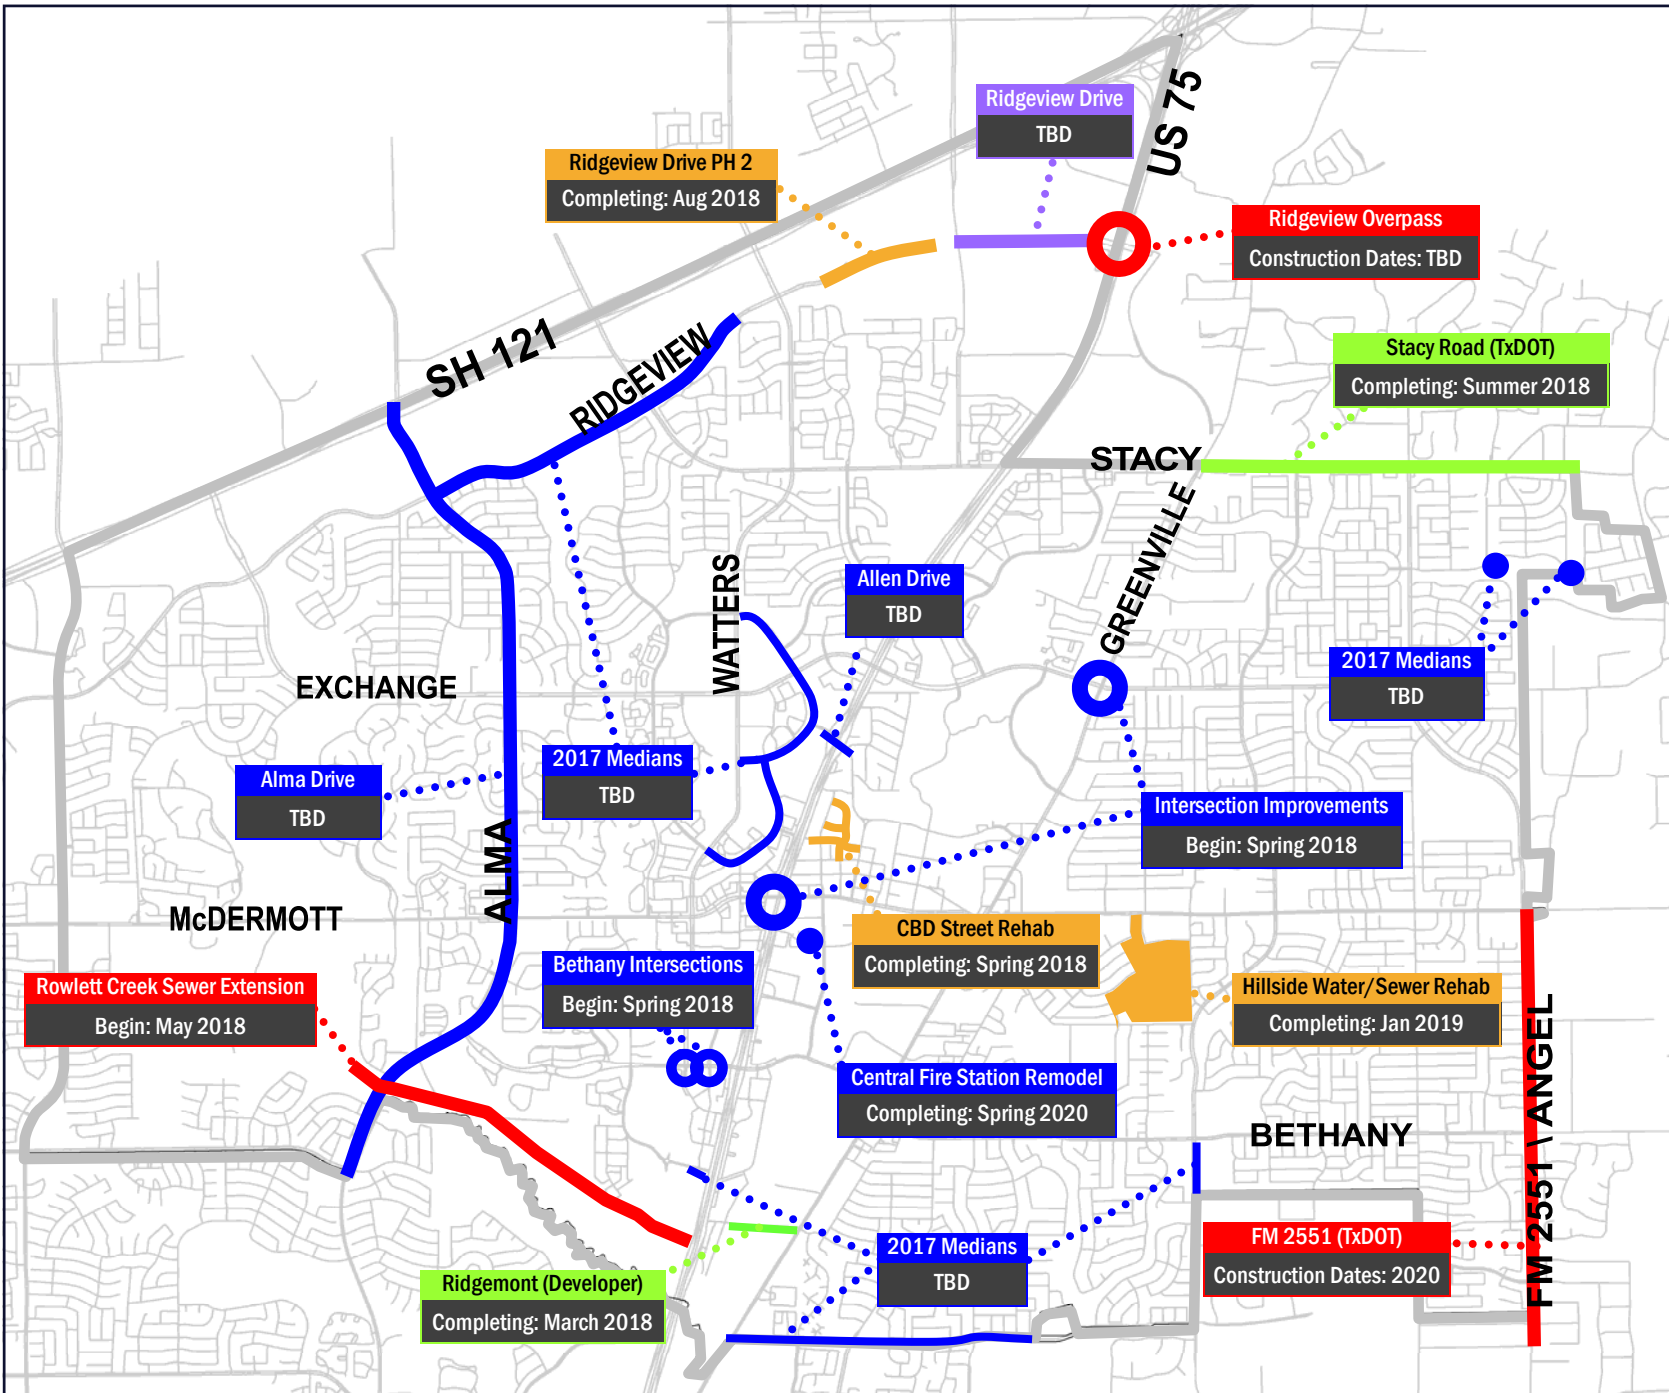 Ridgeview Drive
TBD
US 75
Ridgeview Drive PH 2
Completing: Aug 2018
Ridgeview Overpass
Construction Dates: TBD
SH 121
RIDGEVIEW
Stacy Road (TxDOT)
Completing: Summer 2018
STACY
GREENVILLE
WATTERS
Allen Drive
TBD
2017 Medians
TBD
EXCHANGE
2017 Medians
TBD
Alma Drive
TBD
Intersection Improvements
Begin: Spring 2018
ALMA
McDERMOTT
CBD Street Rehab
Completing: Spring 2018
Bethany Intersections
Begin: Spring 2018
Rowlett Creek Sewer Extension
Begin: May 2018
Hillside Water/Sewer Rehab
Completing: Jan 2019
Central Fire Station Remodel
Completing: Spring 2020
BETHANY
FM 2551 \ ANGEL
FM 2551 (TxDOT)
Construction Dates: 2020
2017 Medians
TBD
Ridgemont (Developer)
Completing: March 2018